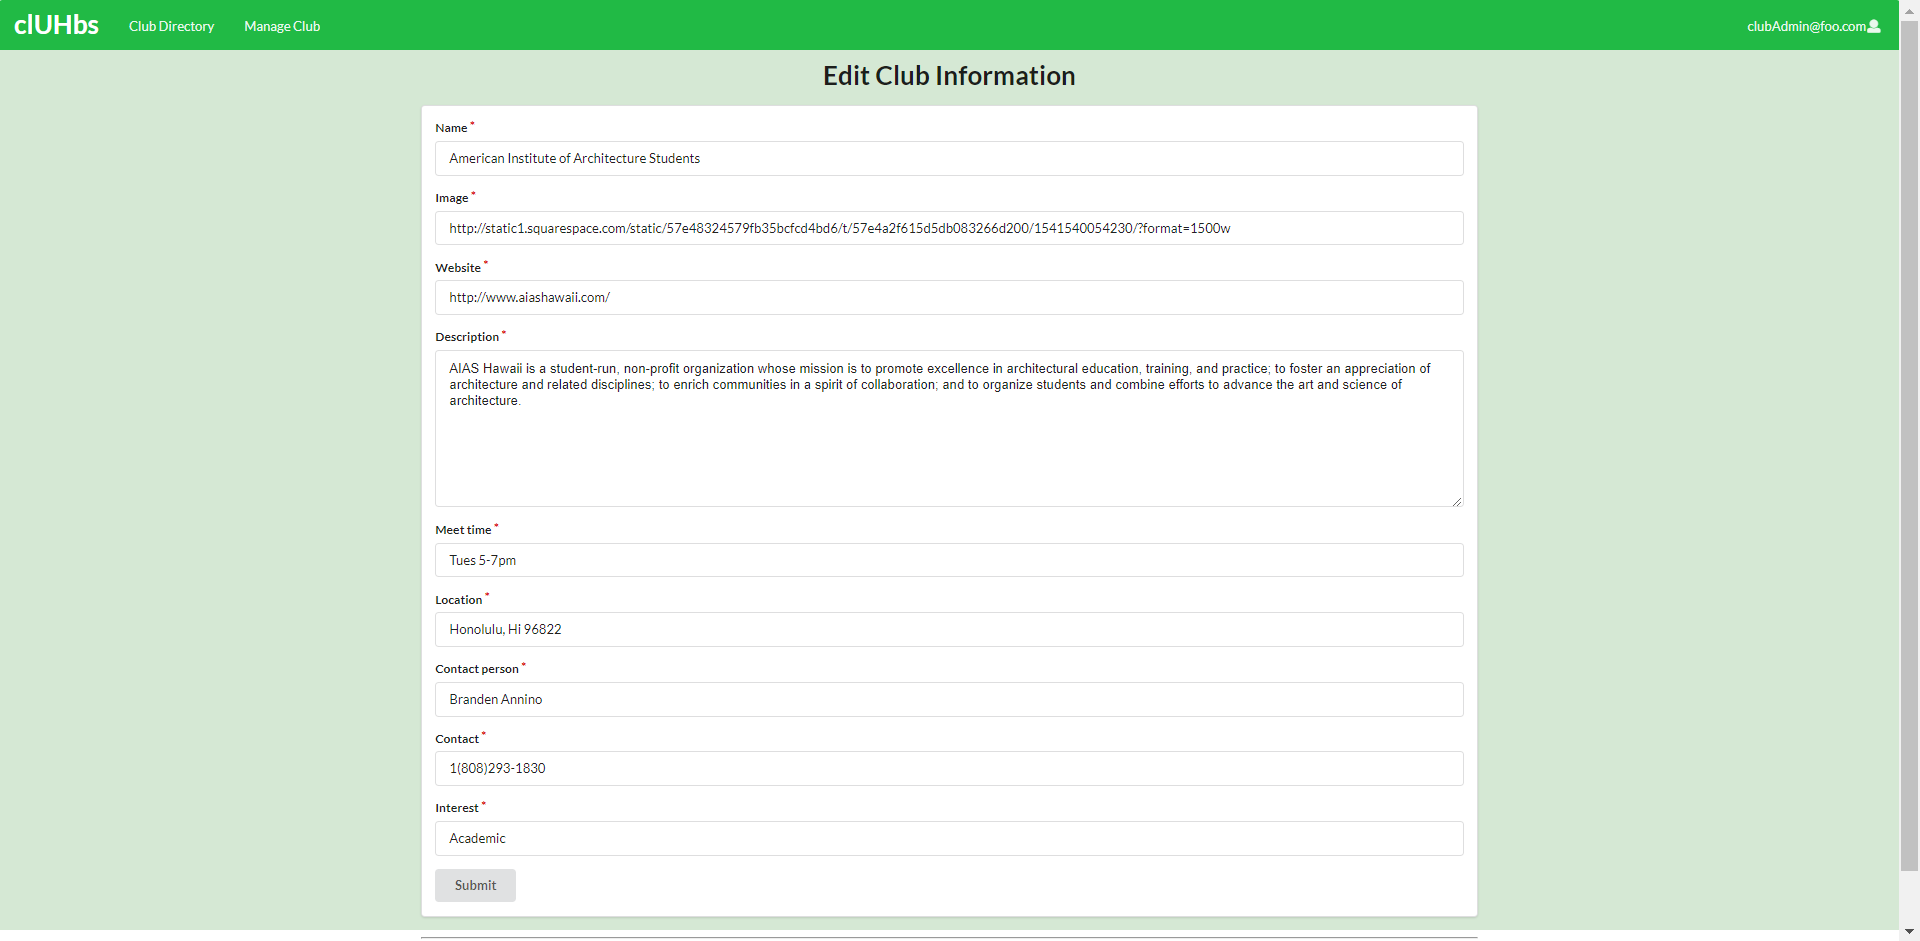 clUHbs Club Directory Manage Club clubAdmin@foo.com
Edit Club Information
Name *
American Institute of Architecture Students
Image *
http://static1.squarespace.com/static/57e48324579fb35bcfcd4bd6/t/57e4a2f615d5db083266d200/1541540054230/?format=1500w
Website *
http://www.aiashawaii.com/
Description *
AIAS Hawaii is a student-run, non-profit organization whose mission is to promote excellence in architectural education, training, and practice; to foster an appreciation of
architecture and related disciplines; to enrich communities in a spirit of collaboration; and to organize students and combine efforts to advance the art and science of
architecture.
Meet time *
Tues 5-7pm
Location *
Honolulu, Hi 96822
Contact person *
Branden Annino
Contact *
1(808)293-1830
Interest *
Academic
Submit